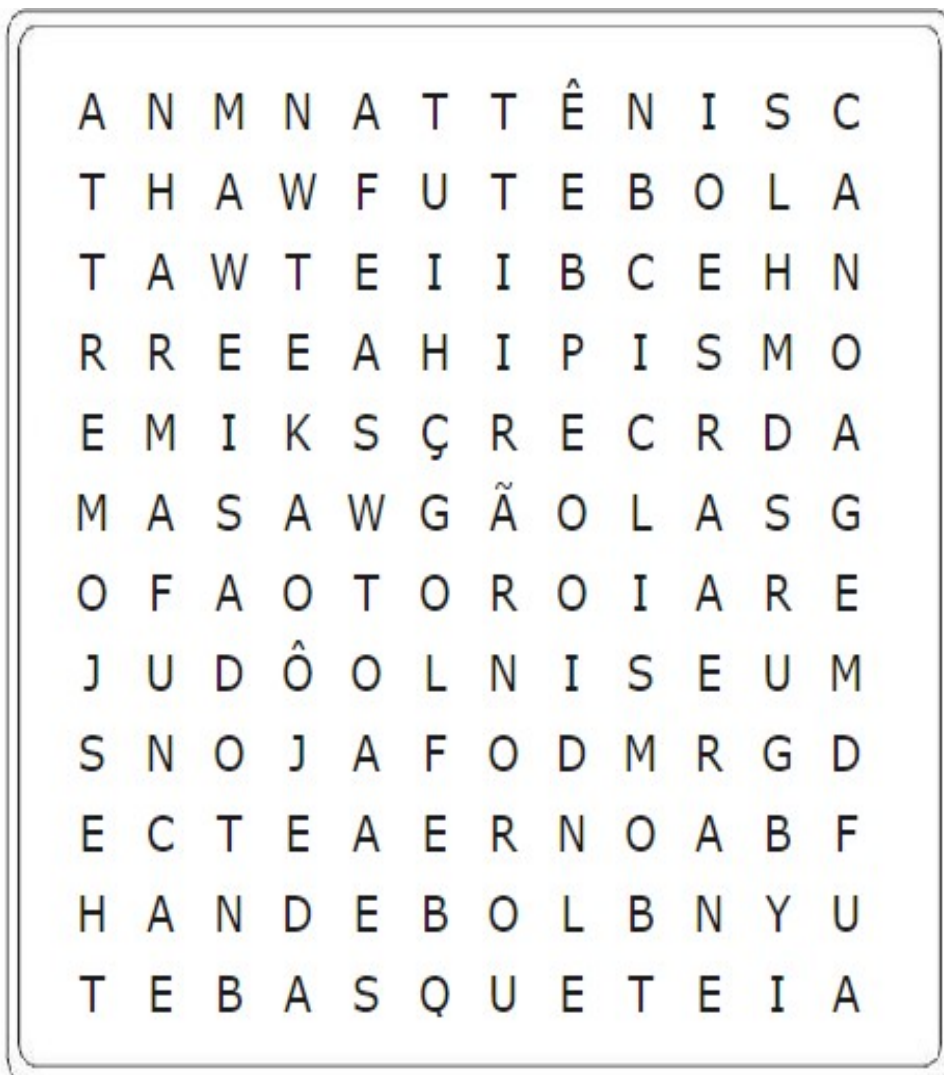 A N M N A T T Ê N I S C
T H A W F U T E B O L A
T A W T E I I B C E H N
R R E E A H I P I S M O
E M I K S Ç R E C R D A
M A S A W G Ã O L A S G
O F A O T O R O I A R E
J U D Ô O L N I S E U M
S N O J A F O D M R G D
E C T E A E R N O A B F
H A N D E B O L B N Y U
T E B A S Q U E T E I A